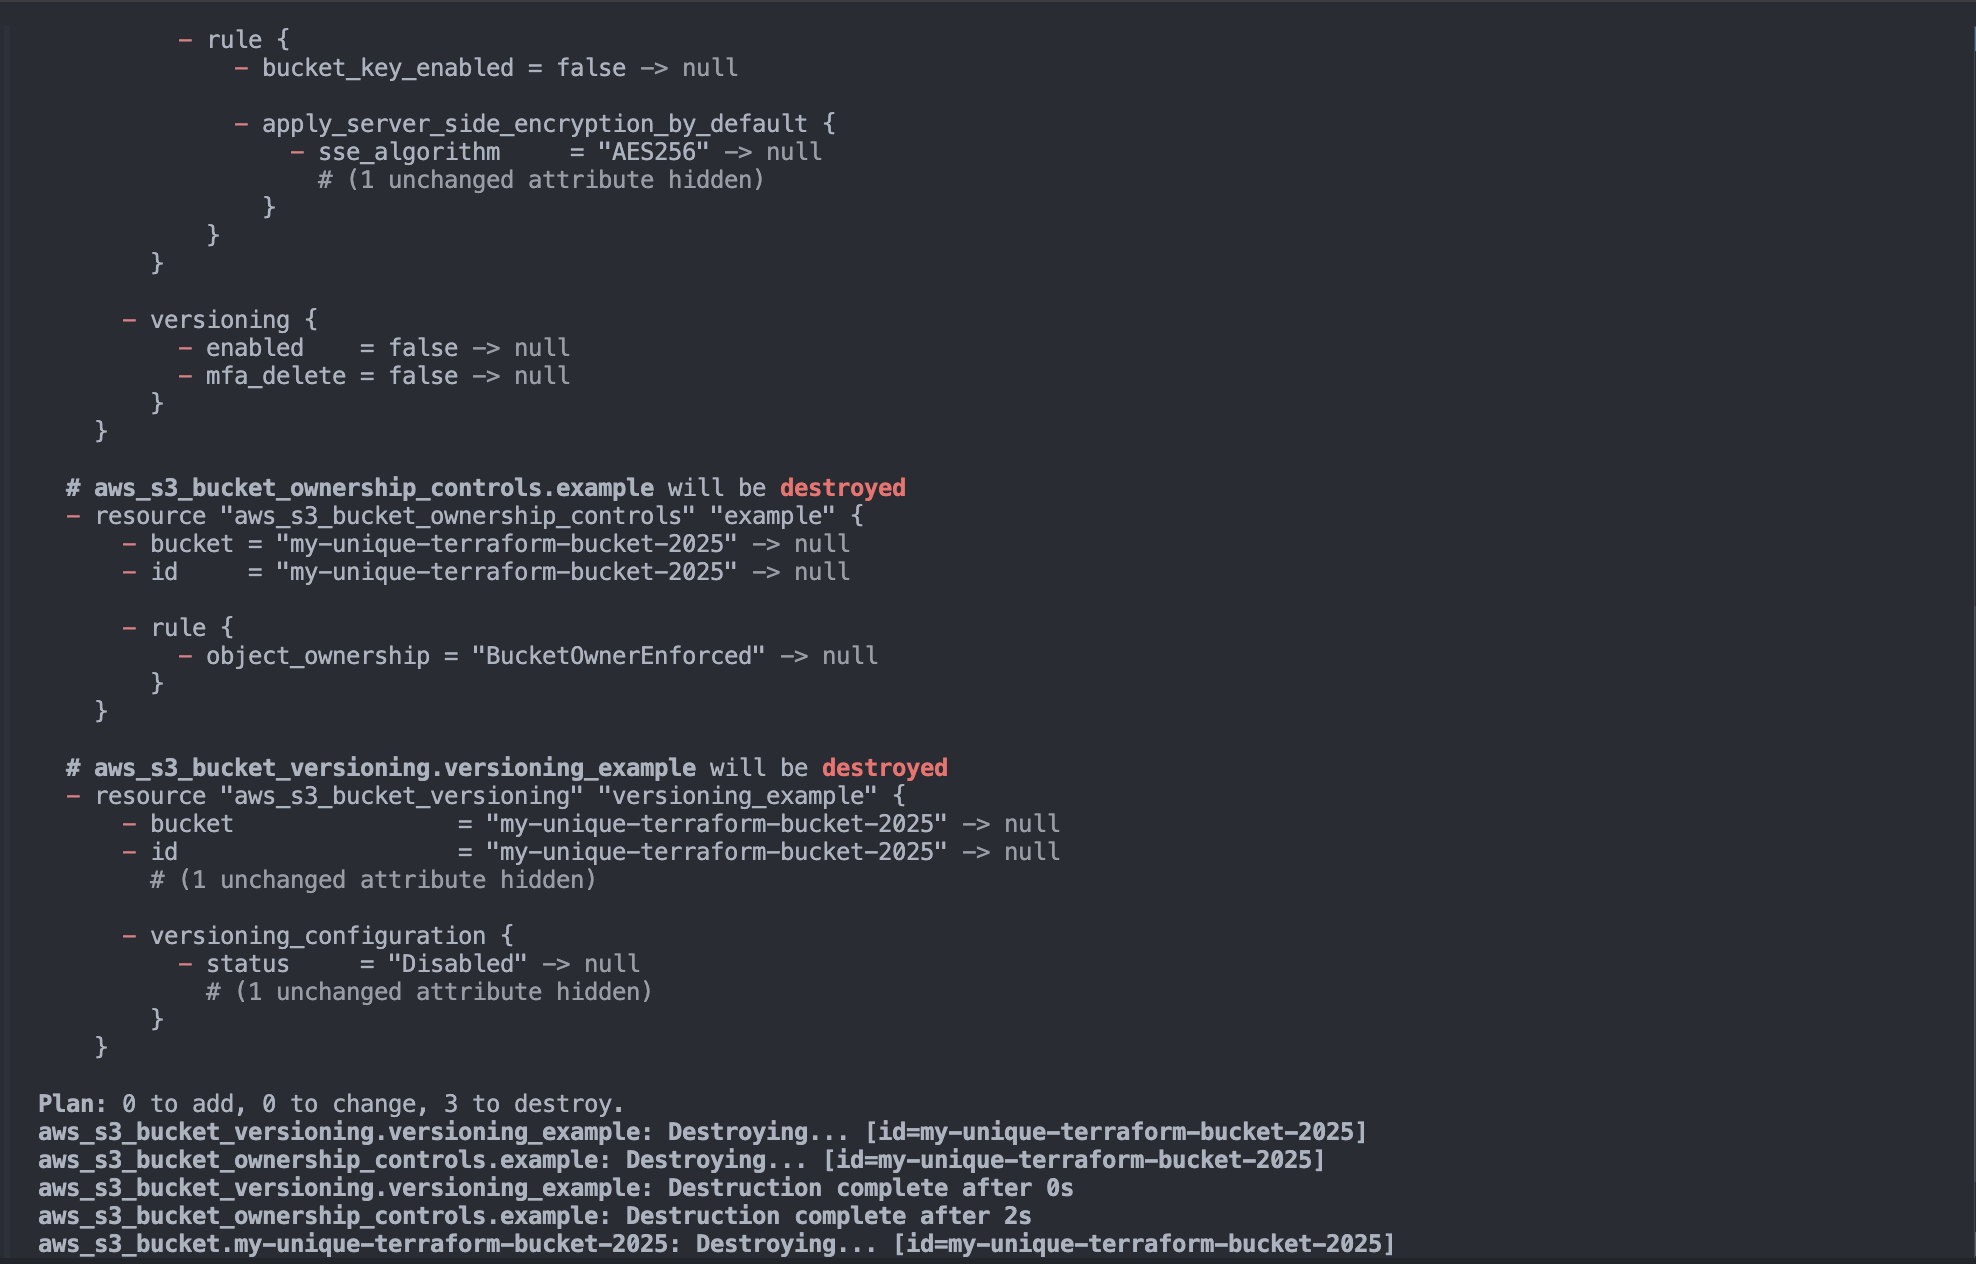 - rule {
- bucket_key_enabled = false -> null
- apply_server_side_encryption_by_default {
- sse_algorithm     = "AES256" -> null
# (1 unchanged attribute hidden)
}
}
}
- versioning {
- enabled    = false -> null
- mfa_delete = false -> null
}
}
# aws_s3_bucket_ownership_controls.example will be destroyed
- resource "aws_s3_bucket_ownership_controls" "example" {
- bucket = "my-unique-terraform-bucket-2025" -> null
- id     = "my-unique-terraform-bucket-2025" -> null
- rule {
- object_ownership = "BucketOwnerEnforced" -> null
}
}
# aws_s3_bucket_versioning.versioning_example will be destroyed
- resource "aws_s3_bucket_versioning" "versioning_example" {
- bucket                = "my-unique-terraform-bucket-2025" -> null
- id                    = "my-unique-terraform-bucket-2025" -> null
# (1 unchanged attribute hidden)
- versioning_configuration {
- status     = "Disabled" -> null
# (1 unchanged attribute hidden)
}
}
Plan: 0 to add, 0 to change, 3 to destroy.
aws_s3_bucket_versioning.versioning_example: Destroying... [id=my-unique-terraform-bucket-2025]
aws_s3_bucket_ownership_controls.example: Destroying... [id=my-unique-terraform-bucket-2025]
aws_s3_bucket_versioning.versioning_example: Destruction complete after 0s
aws_s3_bucket_ownership_controls.example: Destruction complete after 2s
aws_s3_bucket.my-unique-terraform-bucket-2025: Destroying... [id=my-unique-terraform-bucket-2025]